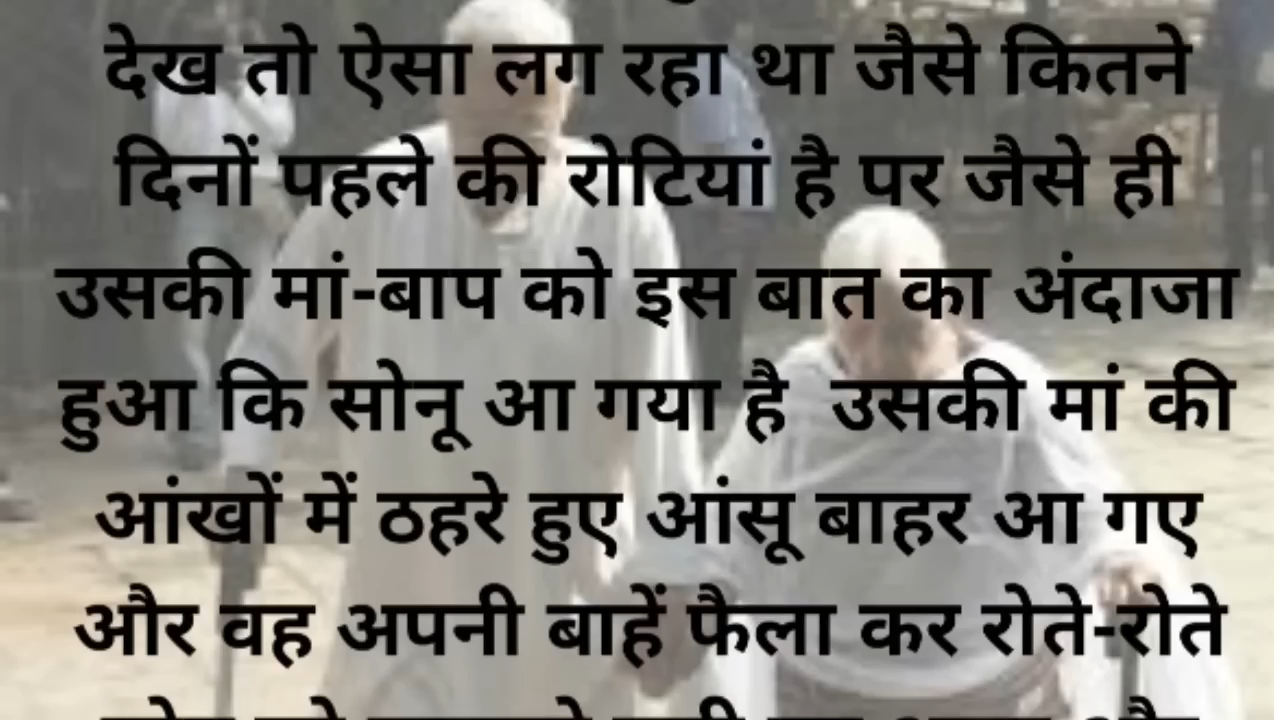 देख तो ऐसा लग रहा था जैसे कितने
दिनों पहले की रोटियां है पर जैसे ही
उसकी मां-बाप को इस बात का अंदाजा
हुआ कि सोनू आ गया है उसकी मां की
आंखों में ठहरे हुए आंसू बाहर आ गए
और वह अपनी बाहें फैला कर रोते-रोते